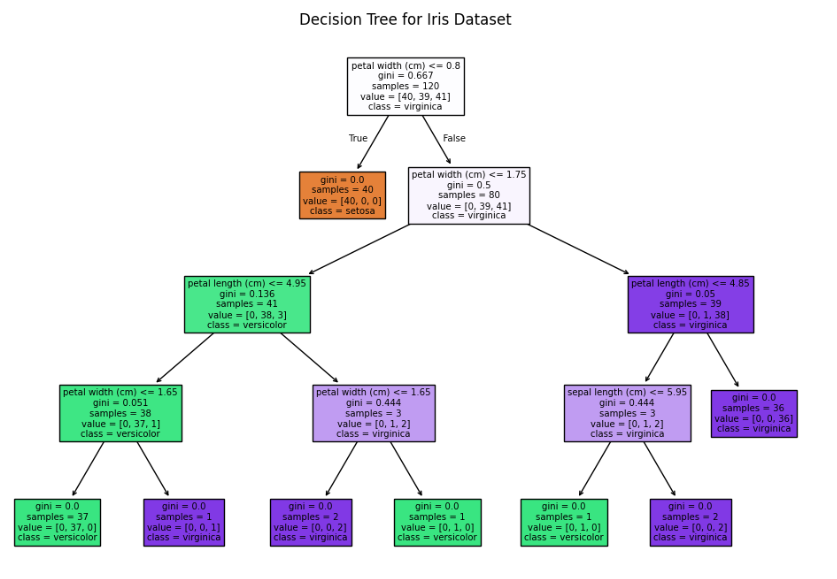 Decision Tree for Iris Dataset
petal width (cm) <= 0.8
gini = 0.667
samples = 120
value = [40, 39, 41]
class = virginica
True
False
gini = 0.0
samples = 40
value = [40, 0, 0]
class = setosa
petal width (cm) <= 1.75
gini = 0.5
samples = 80
value = [0, 39, 41]
class = virginica
petal length (cm) <= 4.95
gini = 0.136
samples = 41
value = [0, 38, 3]
class = versicolor
petal length (cm) <= 4.85
gini = 0.05
samples = 39
value = [0, 1, 38]
class = virginica
petal width (cm) <= 1.65
gini = 0.051
samples = 38
value = [0, 37, 1]
class = versicolor
petal width (cm) <= 1.65
gini = 0.444
samples = 3
value = [0, 1, 2]
class = virginica
sepal length (cm) <= 5.95
gini = 0.444
samples = 3
value = [0, 1, 2]
class = virginica
gini = 0.0
samples = 36
value = [0, 0, 36]
class = virginica
gini = 0.0
samples = 37
value = [0, 37, 0]
class = versicolor
gini = 0.0
samples = 1
value = [0, 0, 1]
class = virginica
gini = 0.0
samples = 2
value = [0, 0, 2]
class = virginica
gini = 0.0
samples = 1
value = [0, 1, 0]
class = versicolor
gini = 0.0
samples = 1
value = [0, 1, 0]
class = versicolor
gini = 0.0
samples = 2
value = [0, 0, 2]
class = virginica